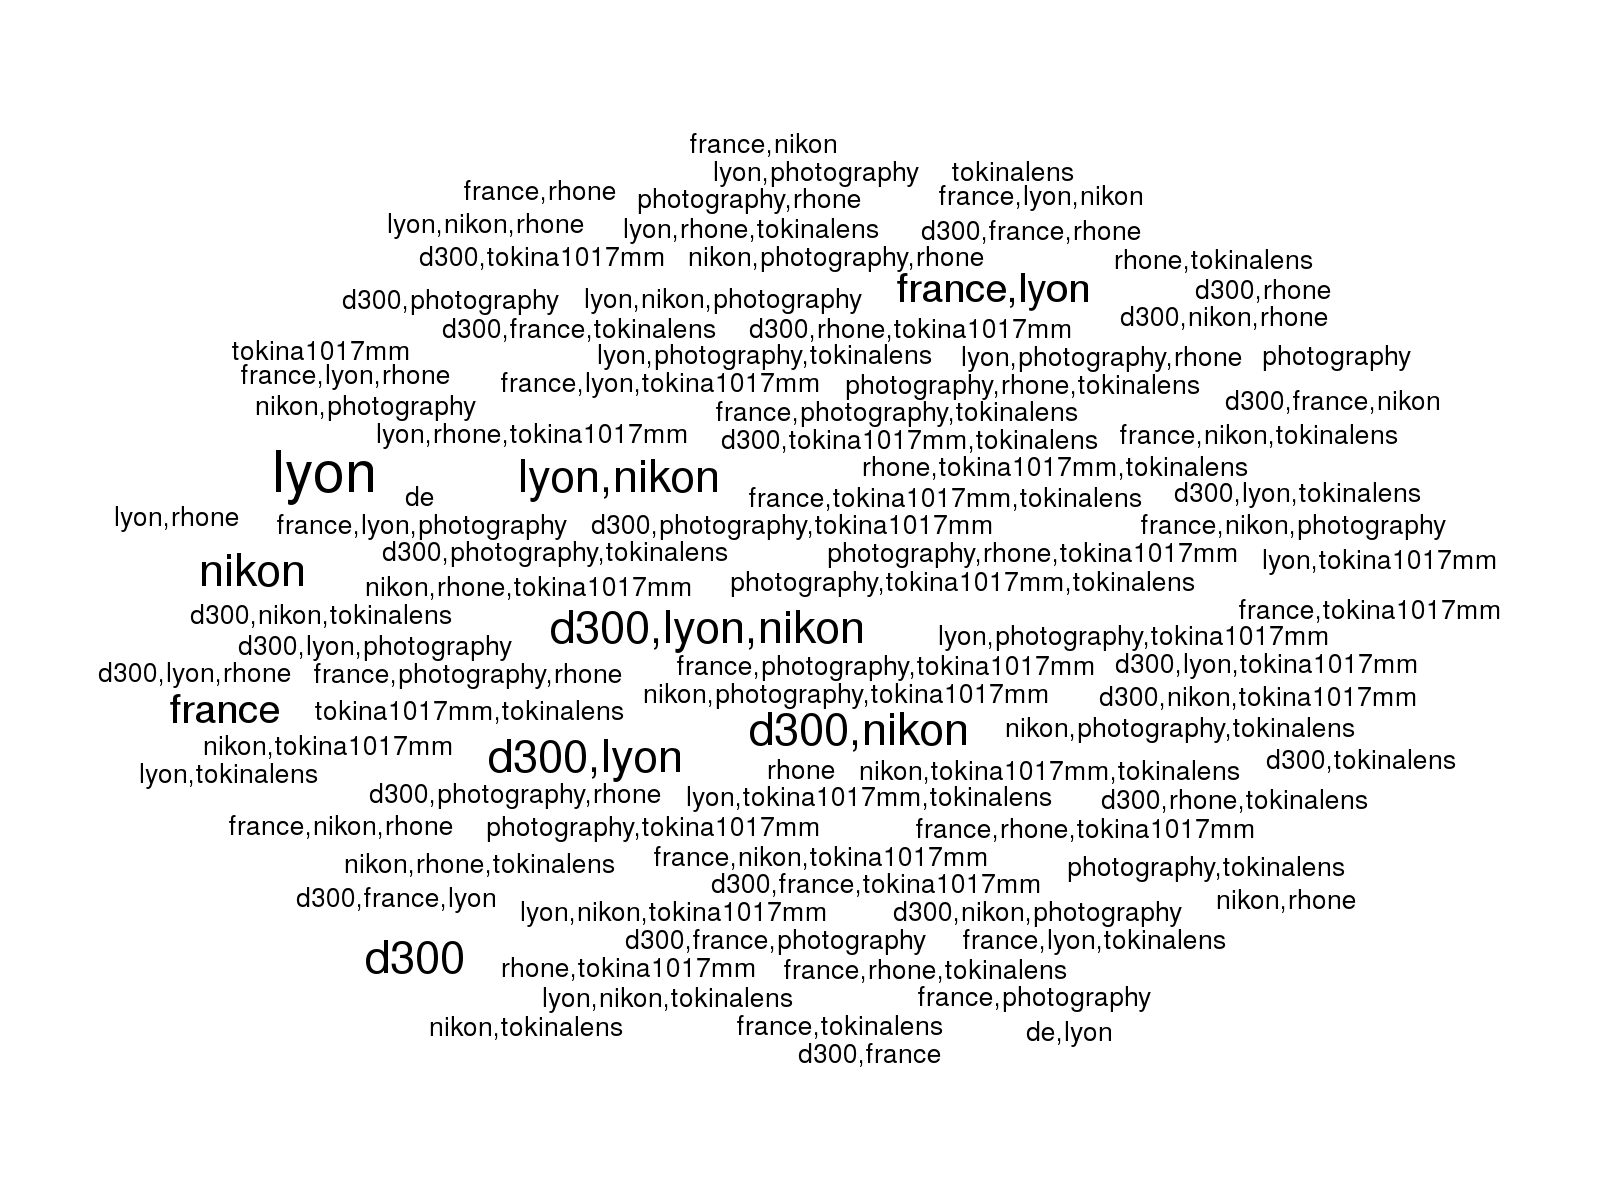 france,nikon
lyon,photography tokinalens
france,rhone photography,rhone france,lyon,nikon
lyon,nikon,rhone lyon,rhone,tokinalens d300,france,rhone
d300,tokina1017mm nikon,photography,rhone rhone,tokinalens
d300,photography lyon,nikon,photography france,lyon d300,rhone
d300,france,tokinalens d300,rhone,tokina1017mm d300,nikon,rhone
tokina1017mm lyon,photography,tokinalens lyon,photography,rhone photography
france,lyon,rhone france,lyon,tokina1017mm photography,rhone,tokinalens
nikon,photography france,photography,tokinalens d300,france,nikon
lyon,rhone,tokina1017mm d300,tokina1017mm,tokinalens france,nikon,tokinalens
lyon lyon,nikon rhone,tokina1017mm,tokinalens
de france,tokina1017mm,tokinalens d300,lyon,tokinalens
lyon,rhone france,lyon,photography d300,photography,tokina1017mm france,nikon,photography
d300,photography,tokinalens photography,rhone,tokina1017mm lyon,tokina1017mm
nikon nikon,rhone,tokina1017mm photography,tokina1017mm,tokinalens
d300,nikon,tokinalens france,tokina1017mm
d300,lyon,photography d300,lyon,nikon lyon,photography,tokina1017mm
d300,lyon,rhone france,photography,rhone france,photography,tokina1017mm d300,lyon,tokina1017mm
nikon,photography,tokina1017mm d300,nikon,tokina1017mm
france tokina1017mm,tokinalens d300,nikon nikon,photography,tokinalens
nikon,tokina1017mm d300,lyon d300,tokinalens
lyon,tokinalens rhone nikon,tokina1017mm,tokinalens
d300,photography,rhone lyon,tokina1017mm,tokinalens d300,rhone,tokinalens
france,nikon,rhone photography,tokina1017mm france,rhone,tokina1017mm
nikon,rhone,tokinalens france,nikon,tokina1017mm photography,tokinalens
d300,france,lyon d300,france,tokina1017mm nikon,rhone
lyon,nikon,tokina1017mm d300,nikon,photography
d300,france,photography france,lyon,tokinalens
d300 rhone,tokina1017mm france,rhone,tokinalens
lyon,nikon,tokinalens france,photography
nikon,tokinalens france,tokinalens de,lyon
d300,france